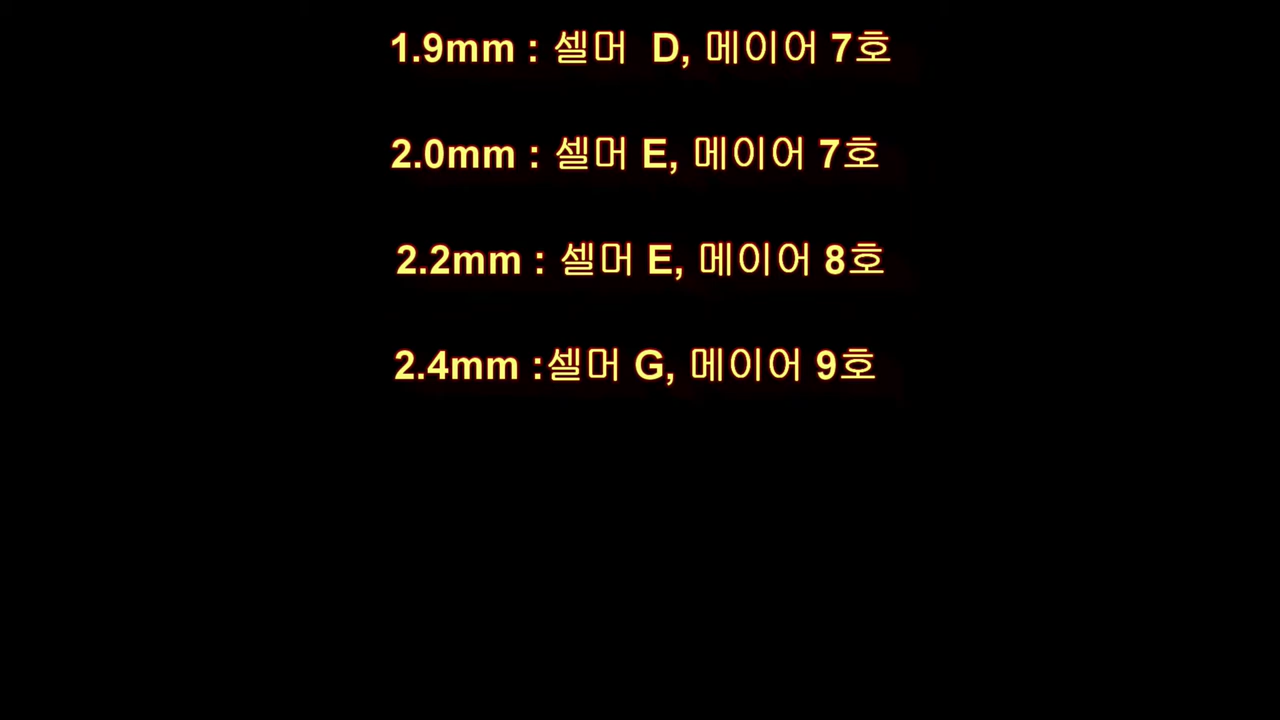 1.9mm : 셀머  D, 메이어 7호
2.0mm : 셀머 E, 메이어 7호
2.2mm : 셀머 E, 메이어 8호
2.4mm :셀머 G, 메이어 9호